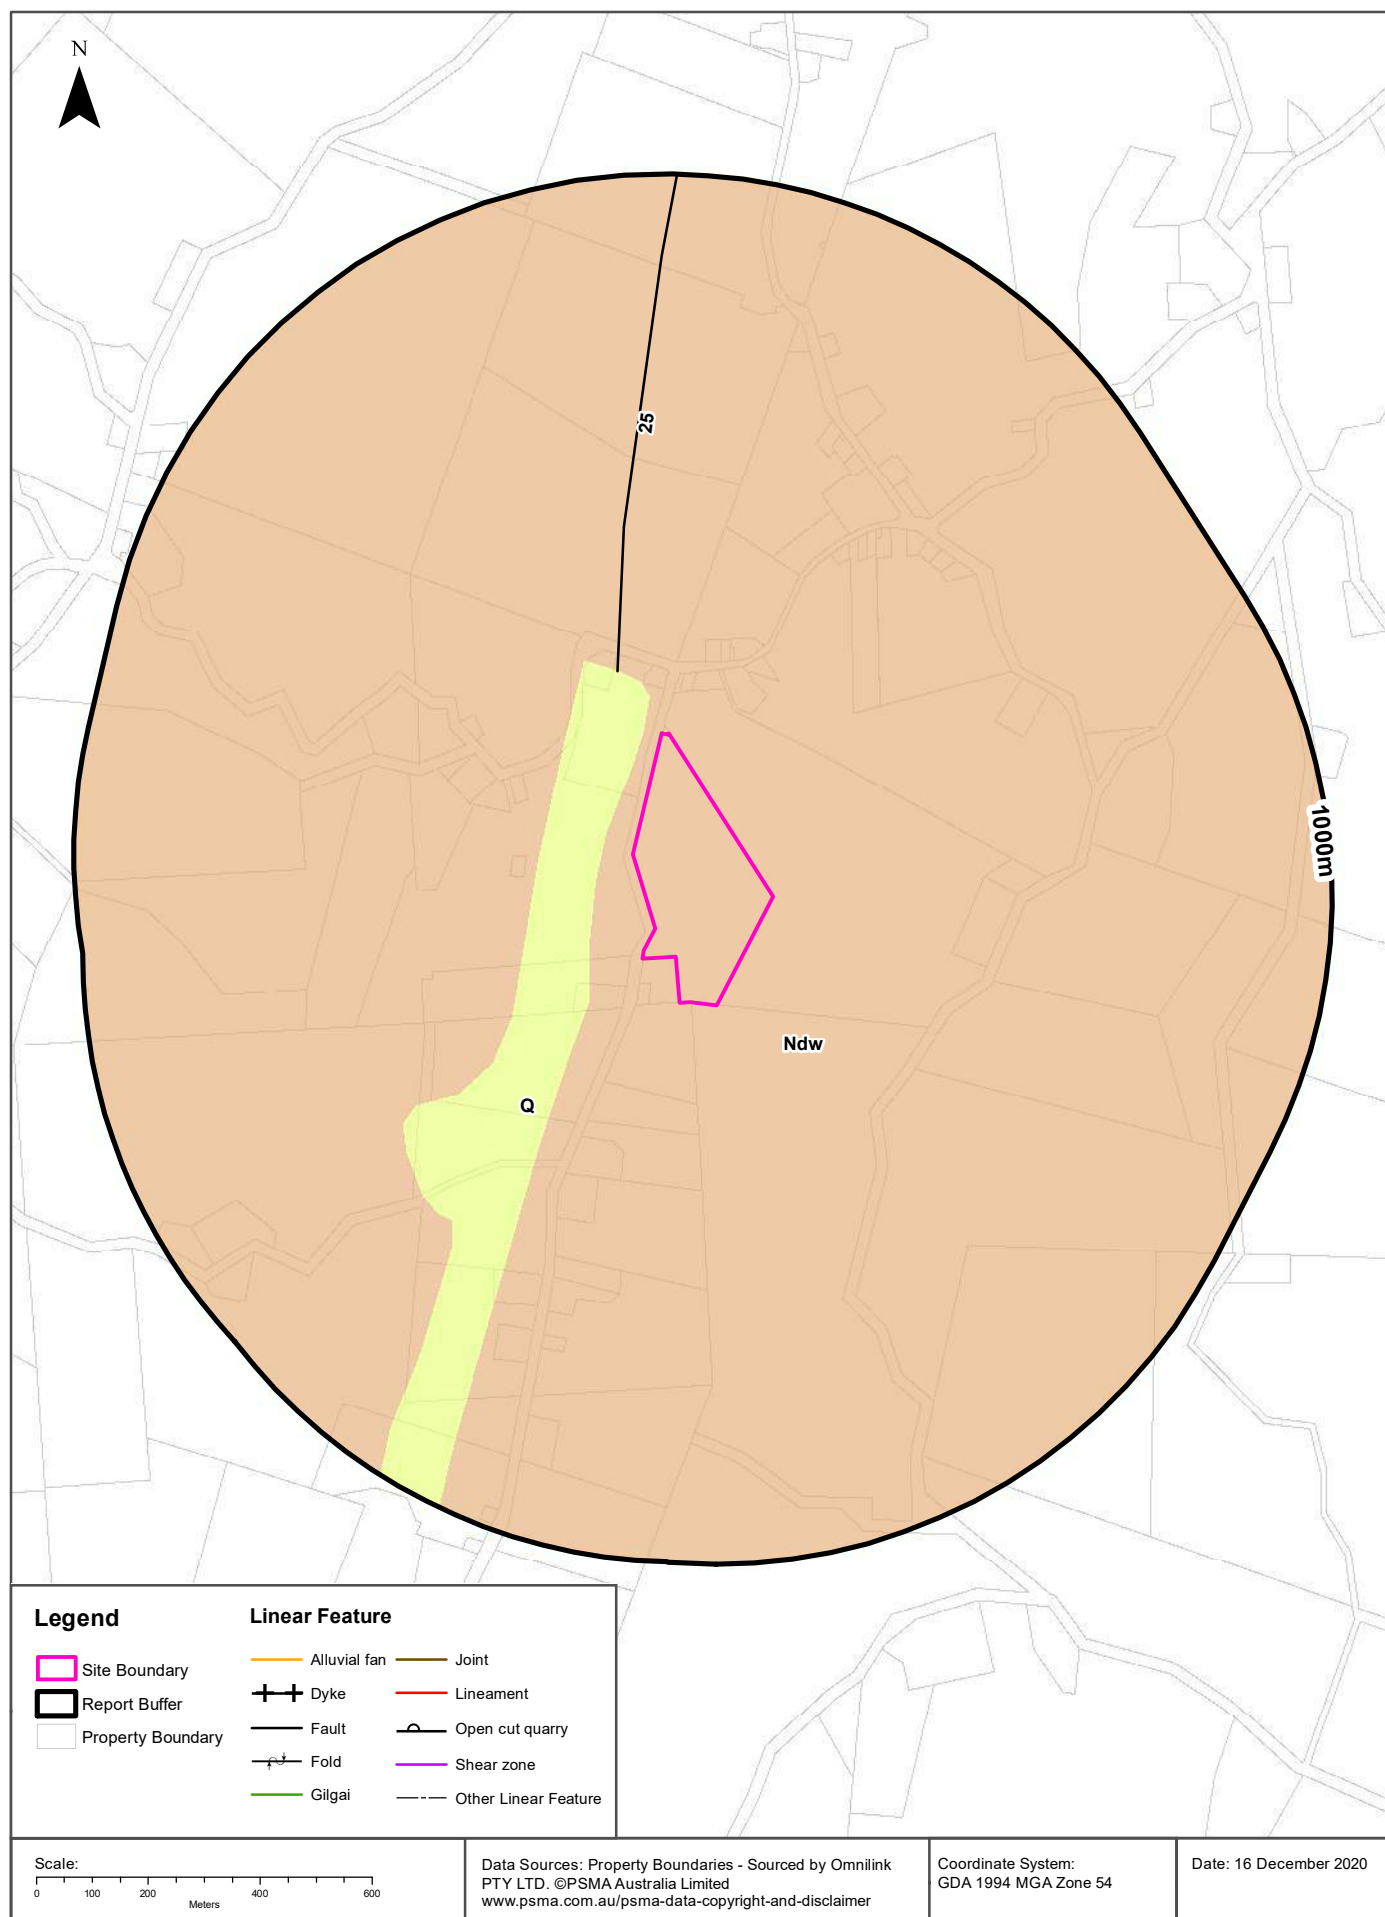 N
25
1000m
Ndw
Q
Legend
Site Boundary
Report Buffer
Property Boundary
Linear Feature
Alluvial fan
Dyke
Fault
Fold
Gilgai
Joint
Lineament
Open cut quarry
Shear zone
Other Linear Feature
Scale:
0 100 200 400 600
Meters
Data Sources: Property Boundaries - Sourced by Omnilink
PTY LTD. ©PSMA Australia Limited
www.psma.com.au/psma-data-copyright-and-disclaimer
Coordinate System:
GDA 1994 MGA Zone 54
Date: 16 December 2020